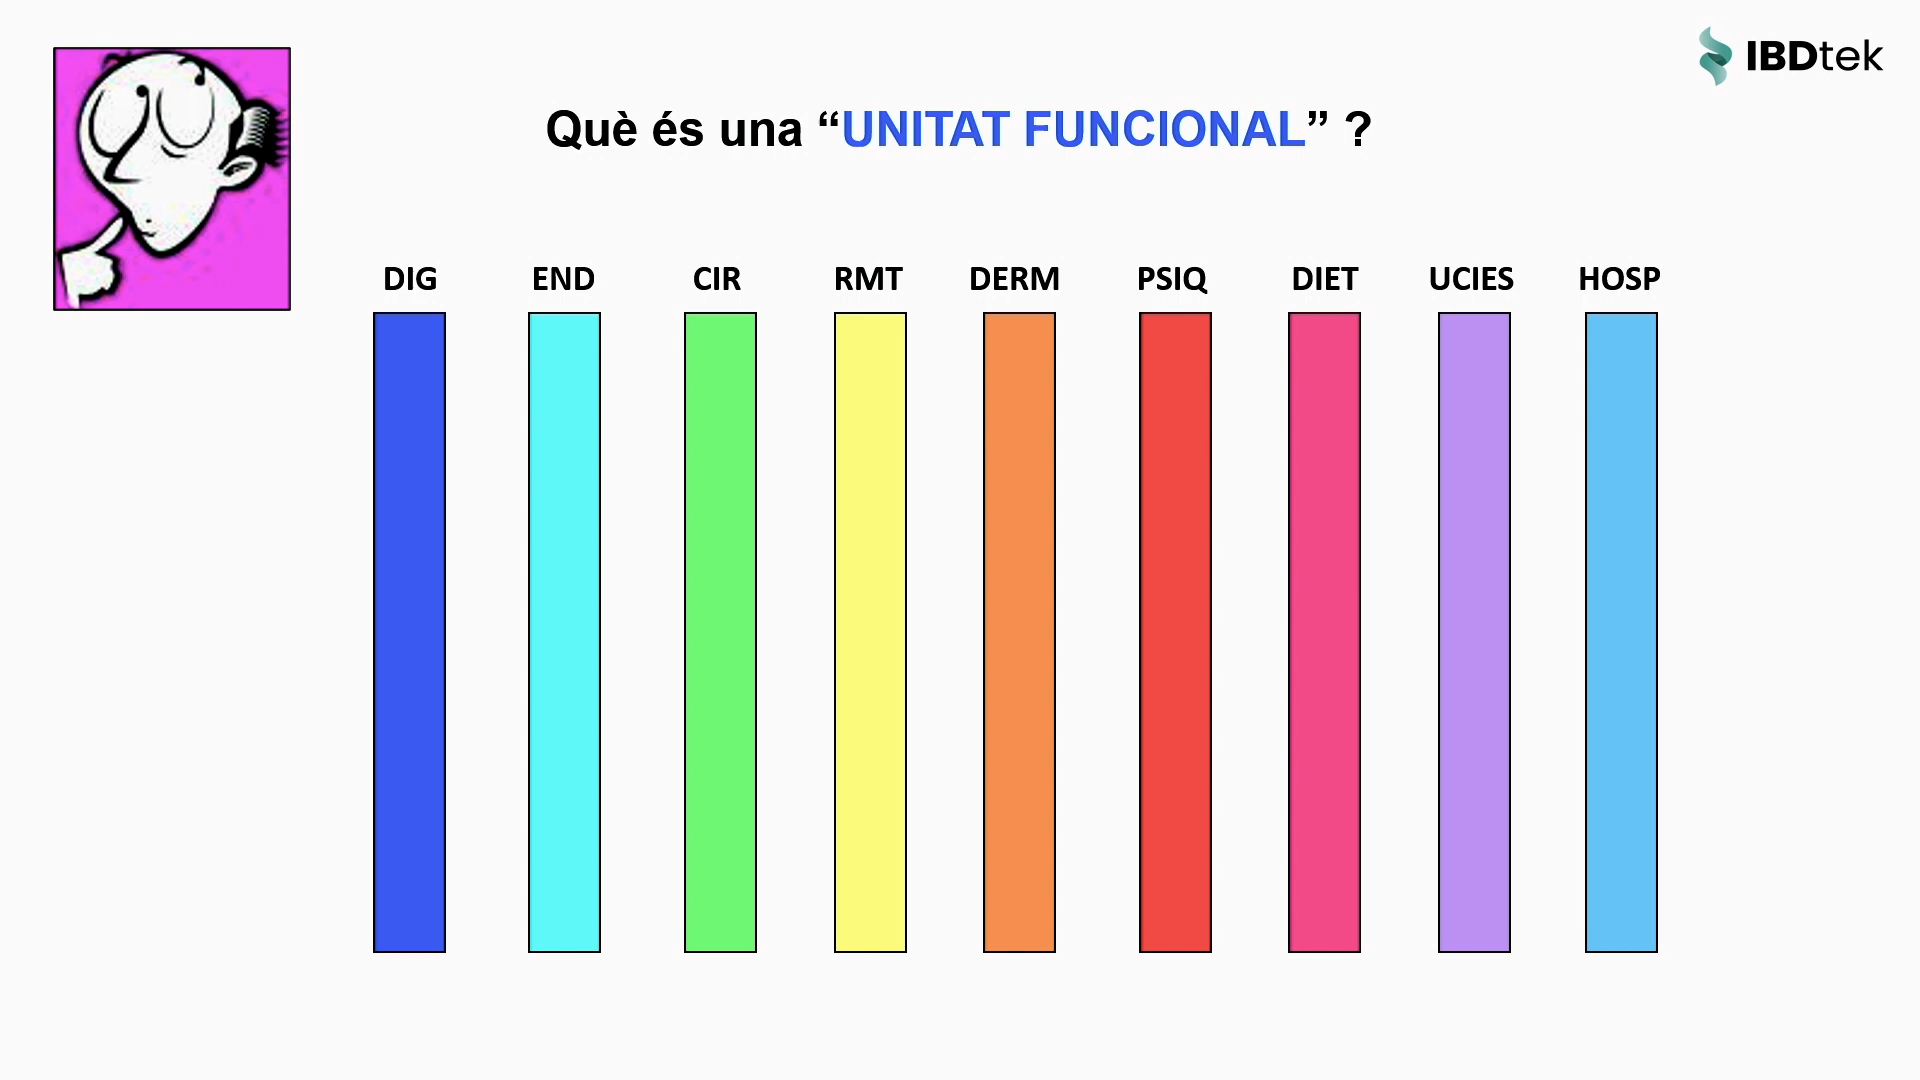 IBDtek
Què és una “UNITAT FUNCIONAL” ?
DIG END CIR RMT DERM PSIQ DIET UCIES HOSP